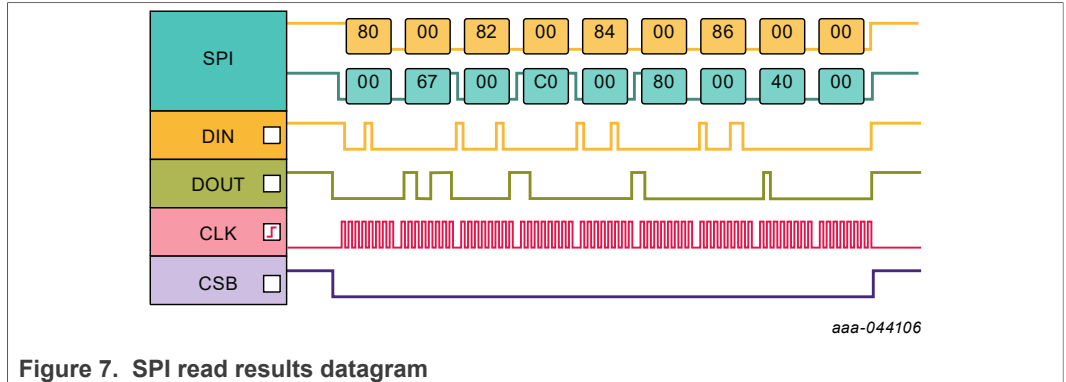 80 00 82 00 84 00 86 00 00
SPI
00 67 00 C0 00 80 00 40 00
DIN
DOUT
CLK
CSB
aaa-044106
Figure 7. SPI read results datagram